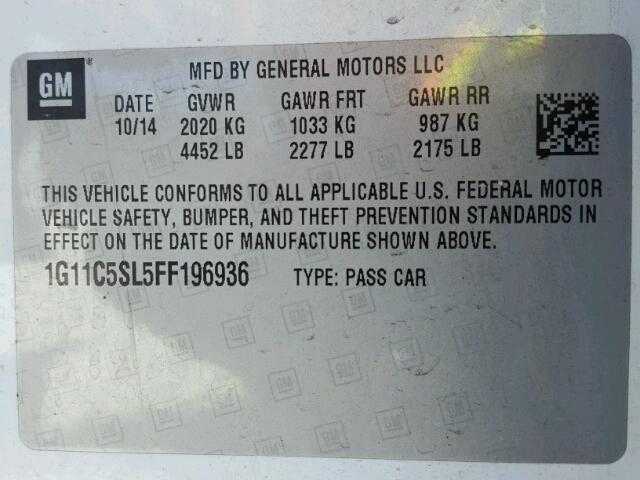 GM ® MFD BY GENERAL MOTORS LLC
DATE GVWR GAWR FRT GAWR RR
10/14 2020 KG 1033 KG 987 KG
4452 LB 2277 LB 2175 LB
THIS VEHICLE CONFORMS TO ALL APPLICABLE U.S. FEDERAL MOTOR
VEHICLE SAFETY, BUMPER, AND THEFT PREVENTION STANDARDS IN
EFFECT ON THE DATE OF MANUFACTURE SHOWN ABOVE.
1G11C5SL5FF196936 TYPE: PASS CAR